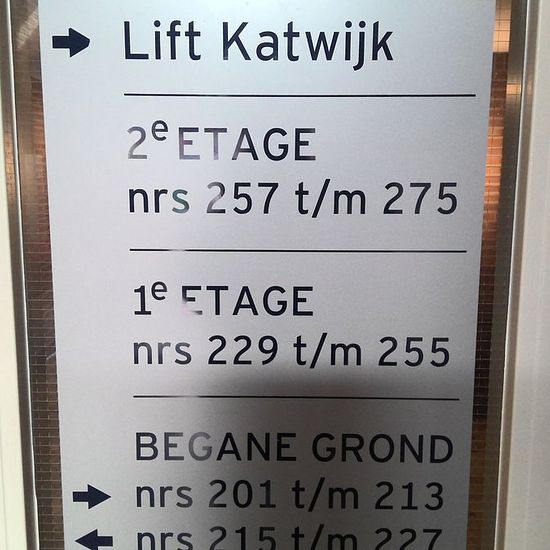 Lift Katwijk
2e ETAGE
nrs 257 t/m 275
1e ETAGE
nrs 229 t/m 255
BEGANE GROND
nrs 201 t/m 213
nrs 215 t/m 227